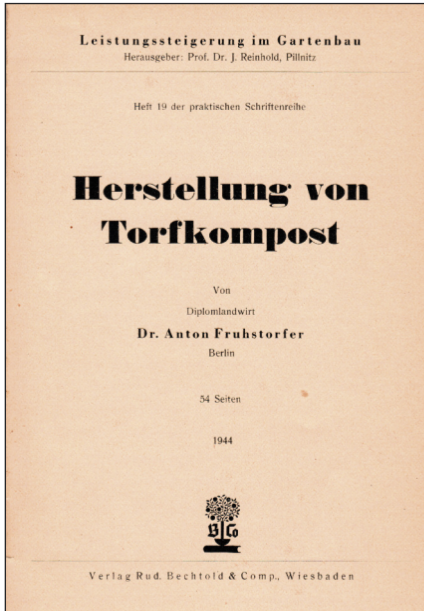 Leistungssteigerung im Gartenbau
Herausgeber: Prof. Dr. J. Reinhold, Pillnitz
Heft 19 der praktischen Schriftenreihe
Herstellung von
Torfkompost
Von
Diplomlandwirt
Dr. Anton Fruhstorfer
Berlin
54 Seiten
1944
B Co
Verlag Rud. Bechtold & Comp., Wiesbaden